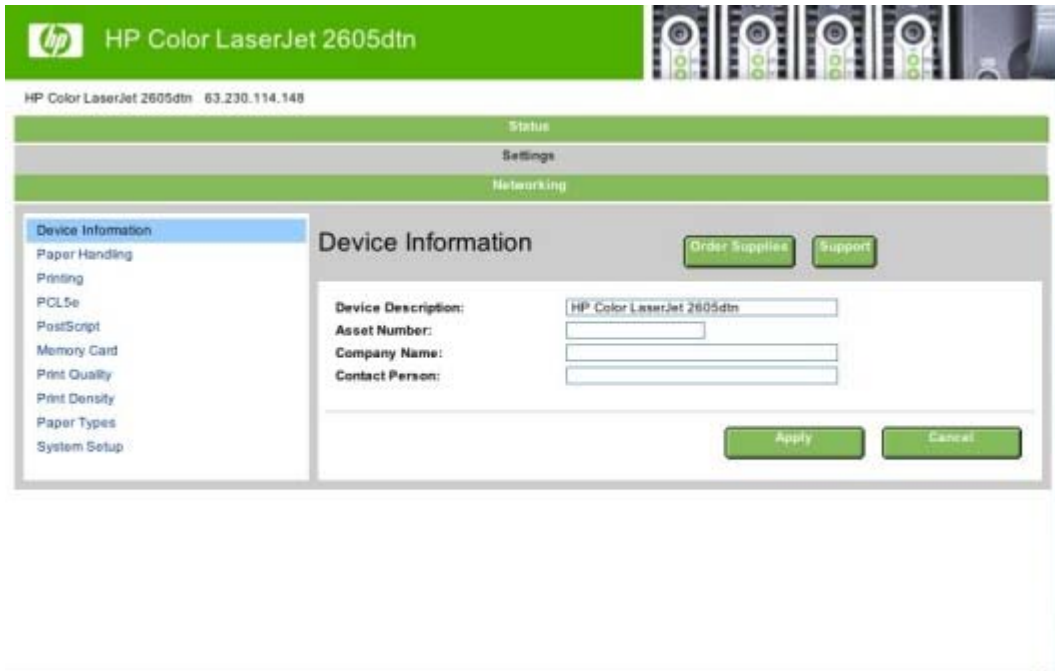 hp
HP Color LaserJet 2605dtn
HP Color LaserJet 2605dtn 63.230.114.148
Status
Settings
Networking
Device Information
Paper Handling
Printing
PCL5e
PostScript
Memory Card
Print Quality
Print Density
Paper Types
System Setup
Device Information
Order Supplies Support
Device Description: HP Color LaserJet 2605dtn
Asset Number:
Company Name:
Contact Person:
Apply Cancel